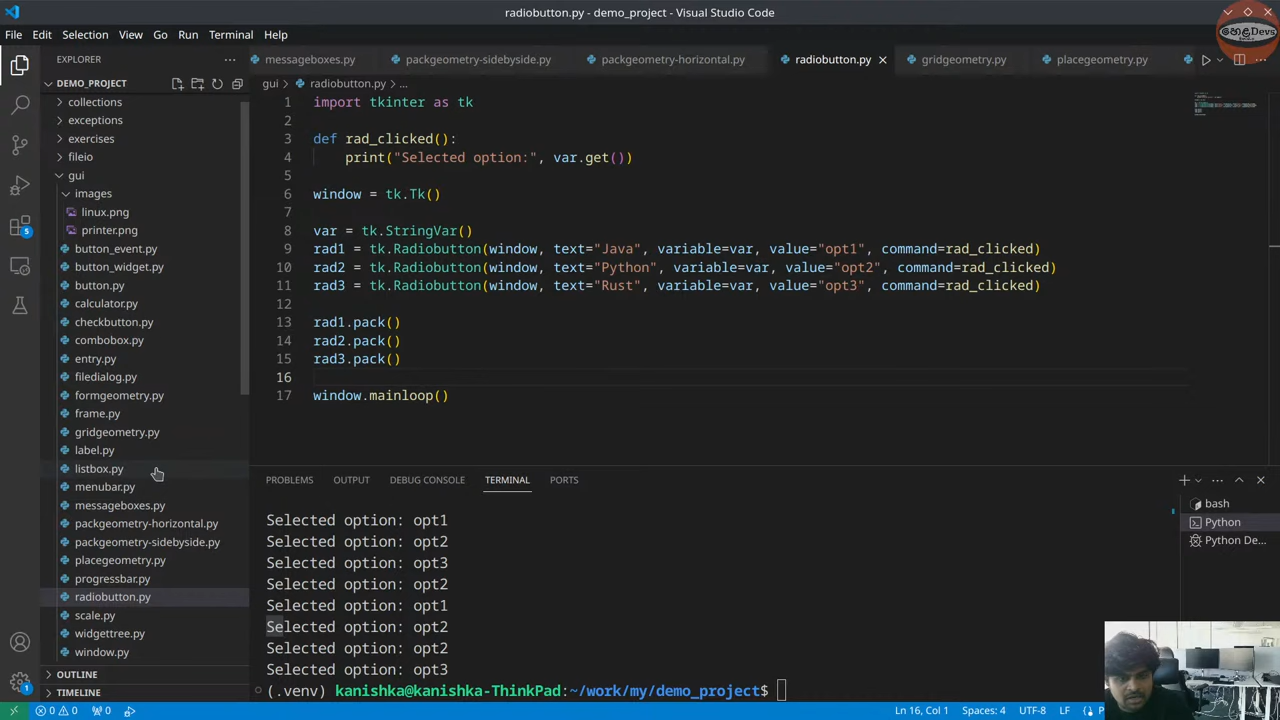 radiobutton.py - demo_project - Visual Studio Code
හෙළDevs
File Edit Selection View Go Run Terminal Help
EXPLORER
messageboxes.py packgeometry-sidebyside.py packgeometry-horizontal.py radiobutton.py gridgeometry.py placegeometry.py
DEMO_PROJECT
gui > radiobutton.py > ...
collections
exceptions
exercises
fileio
gui
images
linux.png
printer.png
button_event.py
button_widget.py
button.py
calculator.py
checkbutton.py
combobox.py
entry.py
filedialog.py
formgeometry.py
frame.py
gridgeometry.py
label.py
listbox.py
menubar.py
messageboxes.py
packgeometry-horizontal.py
packgeometry-sidebyside.py
placegeometry.py
progressbar.py
radiobutton.py
scale.py
widgettree.py
window.py
OUTLINE
TIMELINE
1 import tkinter as tk
2
3 def rad_clicked():
4 print("Selected option:", var.get())
5
6 window = tk.Tk()
7
8 var = tk.StringVar()
9 rad1 = tk.Radiobutton(window, text="Java", variable=var, value="opt1", command=rad_clicked)
10 rad2 = tk.Radiobutton(window, text="Python", variable=var, value="opt2", command=rad_clicked)
11 rad3 = tk.Radiobutton(window, text="Rust", variable=var, value="opt3", command=rad_clicked)
12
13 rad1.pack()
14 rad2.pack()
15 rad3.pack()
16
17 window.mainloop()
PROBLEMS OUTPUT DEBUG CONSOLE TERMINAL PORTS
Selected option: opt1
Selected option: opt2
Selected option: opt3
Selected option: opt2
Selected option: opt1
Selected option: opt2
Selected option: opt2
Selected option: opt3
(.venv) kanishka@kanishka-ThinkPad:~/work/my/demo_project$
bash
Python
Python De...
5
1
0 0 0
Ln 16, Col 1 Spaces: 4 UTF-8 LF